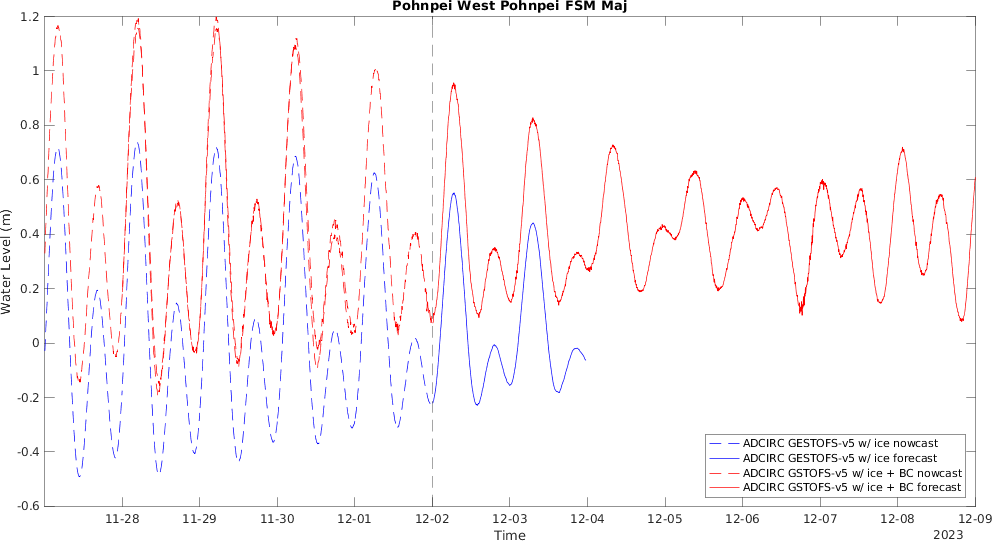 Pohnpei West Pohnpei FSM Maj
Water Level (m)
1.2
1
0.8
0.6
0.4
0.2
0
-0.2
-0.4
-0.6
ADCIRC GESTOFS-v5 w/ ice nowcast
ADCIRC GESTOFS-v5 w/ ice forecast
ADCIRC GSTOFS-v5 w/ ice + BC nowcast
ADCIRC GSTOFS-v5 w/ ice + BC forecast
11-28 11-29 11-30 12-01 12-02 12-03 12-04 12-05 12-06 12-07 12-08 12-09
Time
2023